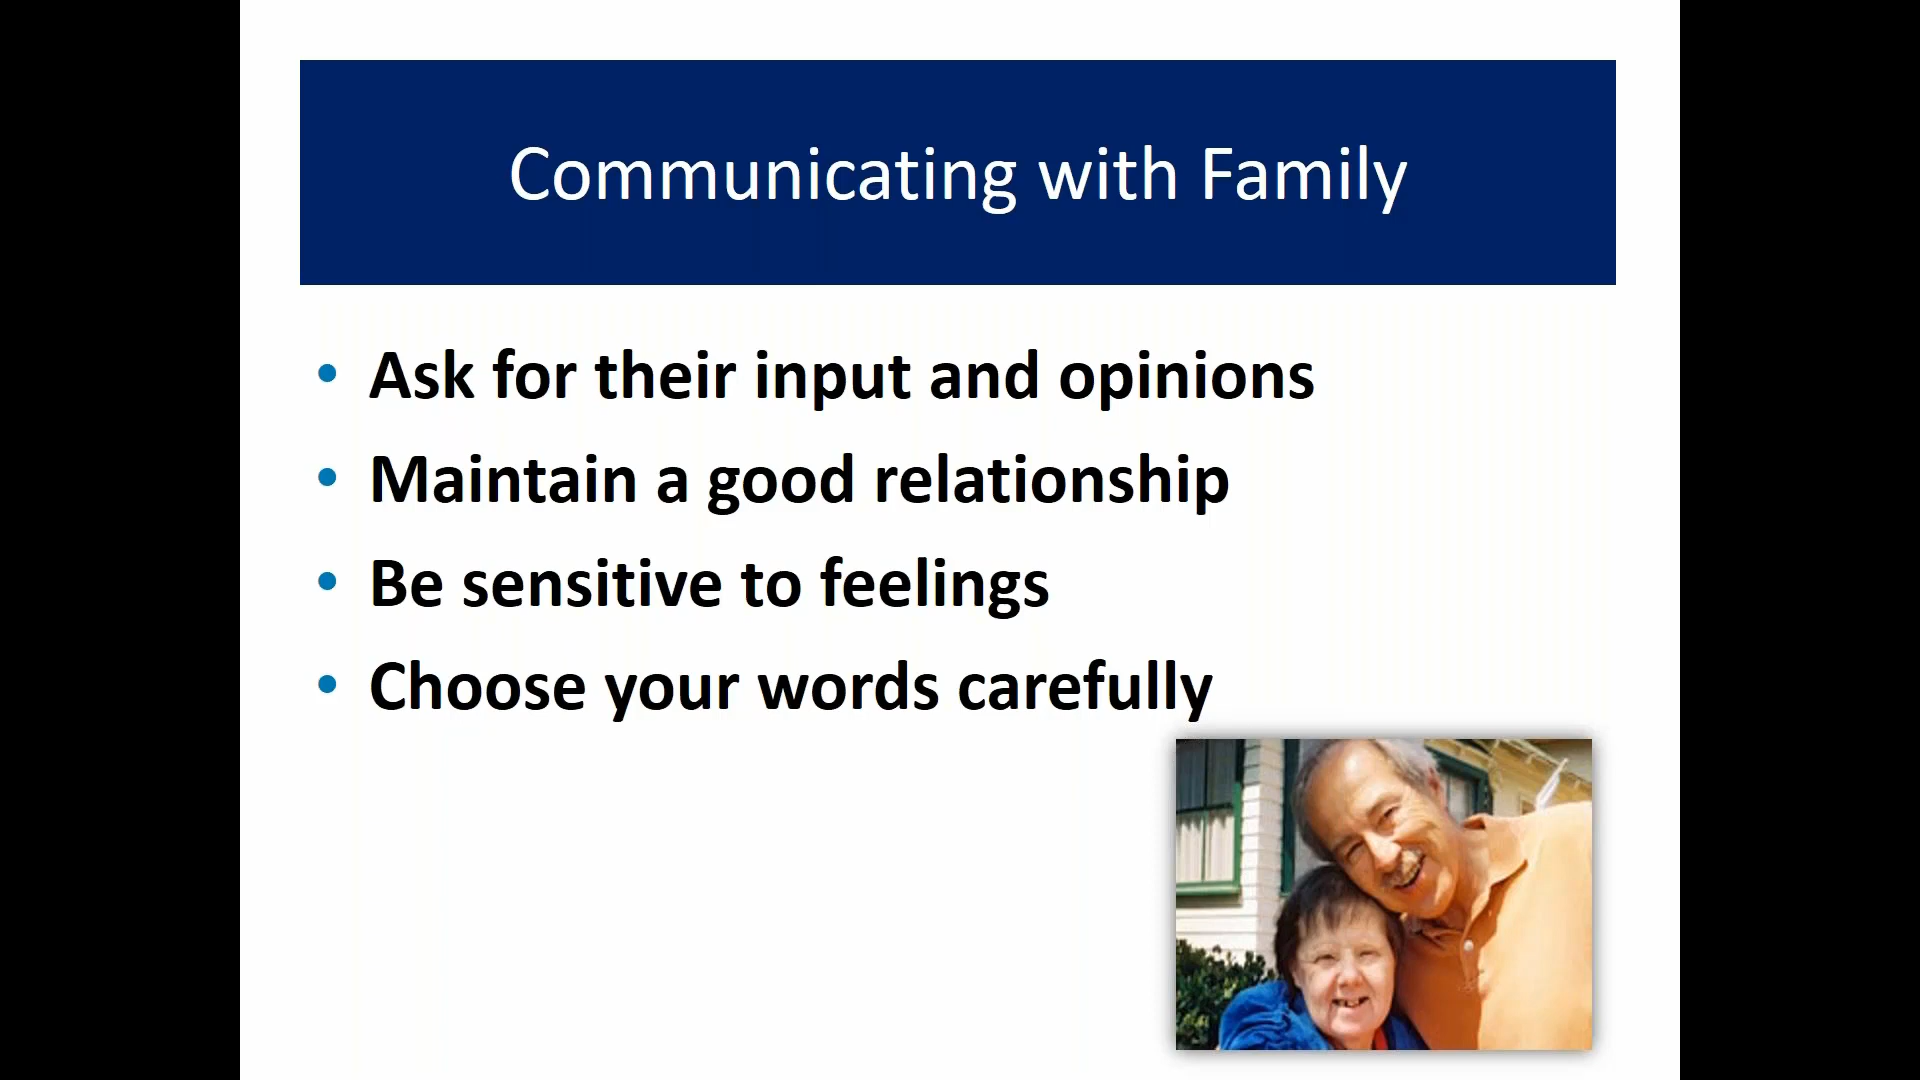 Communicating with Family
• Ask for their input and opinions
• Maintain a good relationship
• Be sensitive to feelings
• Choose your words carefully